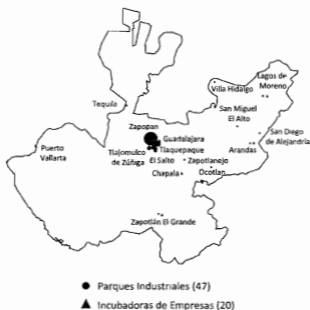 Lagos de
Moreno
Villa Hidalgo
San Miguel
El Alto
Tequila
Zapopan
Guadalajara
San Diego
de Alejandría
Puerto
Vallarta
Tlaquepaque
Arandas
Tlajomulco
de Zúñiga
El Salto
Zapotlanejo
Chapala
Ocotlan
Zapotlán El Grande
Parques Industriales (47)
Incubadoras de Empresas (20)